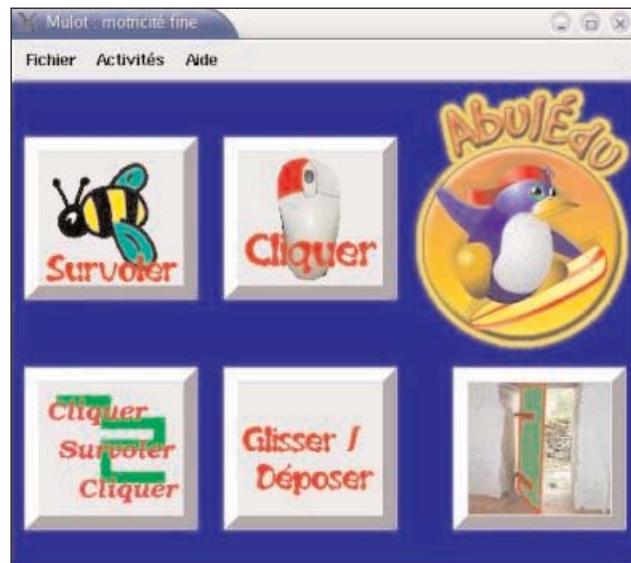 Mulot : motricité fine
Fichier Activités Aide
AbulÉdu
Survoler
Cliquer
Cliquer
Survoler
Cliquer
Glisser /
Déposer